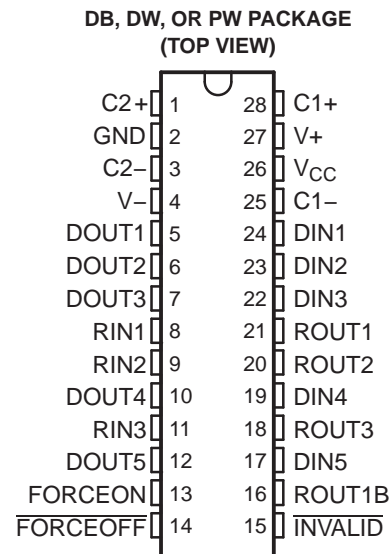 DB, DW, OR PW PACKAGE
(TOP VIEW)
C2+ 1 28 C1+
GND 2 27 V+
C2− 3 26 VCC
V− 4 25 C1−
DOUT1 5 24 DIN1
DOUT2 6 23 DIN2
DOUT3 7 22 DIN3
RIN1 8 21 ROUT1
RIN2 9 20 ROUT2
DOUT4 10 19 DIN4
RIN3 11 18 ROUT3
DOUT5 12 17 DIN5
FORCEON 13 16 ROUT1B
FORCEOFF 14 15 INVALID